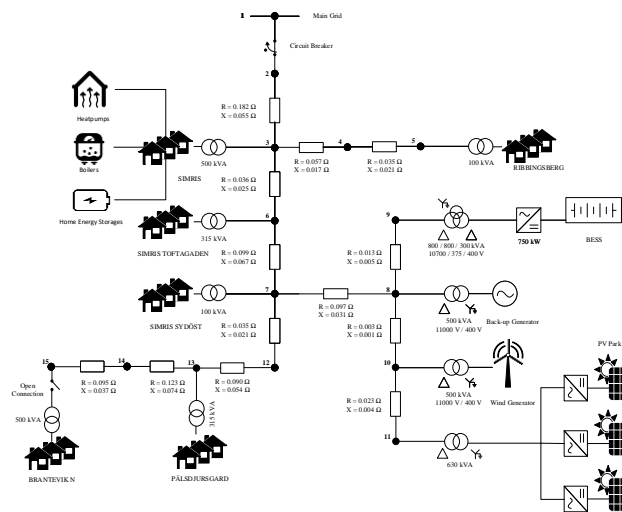 1
Main Grid
Circuit Breaker
2
R = 0.182 Ω
X = 0.055 Ω
Heatpumps
3
4
5
500 kVA
R = 0.057 Ω
X = 0.017 Ω
R = 0.035 Ω
X = 0.021 Ω
100 kVA
RIBBINGSBERG
Boilers
SIMRIS
R = 0.036 Ω
X = 0.025 Ω
Home Energy Storages
6
9
315 kVA
SIMRIS TOFTAGADEN
R = 0.099 Ω
X = 0.067 Ω
800 / 800 / 300 kVA
10700 / 375 / 400 V
750 kW
BESS
R = 0.013 Ω
X = 0.005 Ω
7
8
100 kVA
SIMRIS SYDÖST
R = 0.097 Ω
X = 0.031 Ω
500 kVA
11000 V / 400 V
Back-up Generator
R = 0.035 Ω
X = 0.021 Ω
R = 0.003 Ω
X = 0.001 Ω
PV Park
15
14
13
12
10
Open
Connection
R = 0.095 Ω
X = 0.037 Ω
R = 0.123 Ω
X = 0.074 Ω
R = 0.090 Ω
X = 0.054 Ω
500 kVA
11000 V / 400 V
Wind Generator
R = 0.023 Ω
X = 0.004 Ω
500 kVA
315 kVA
11
630 kVA
BRANTEVIK N
PÄLSDJURSGARD